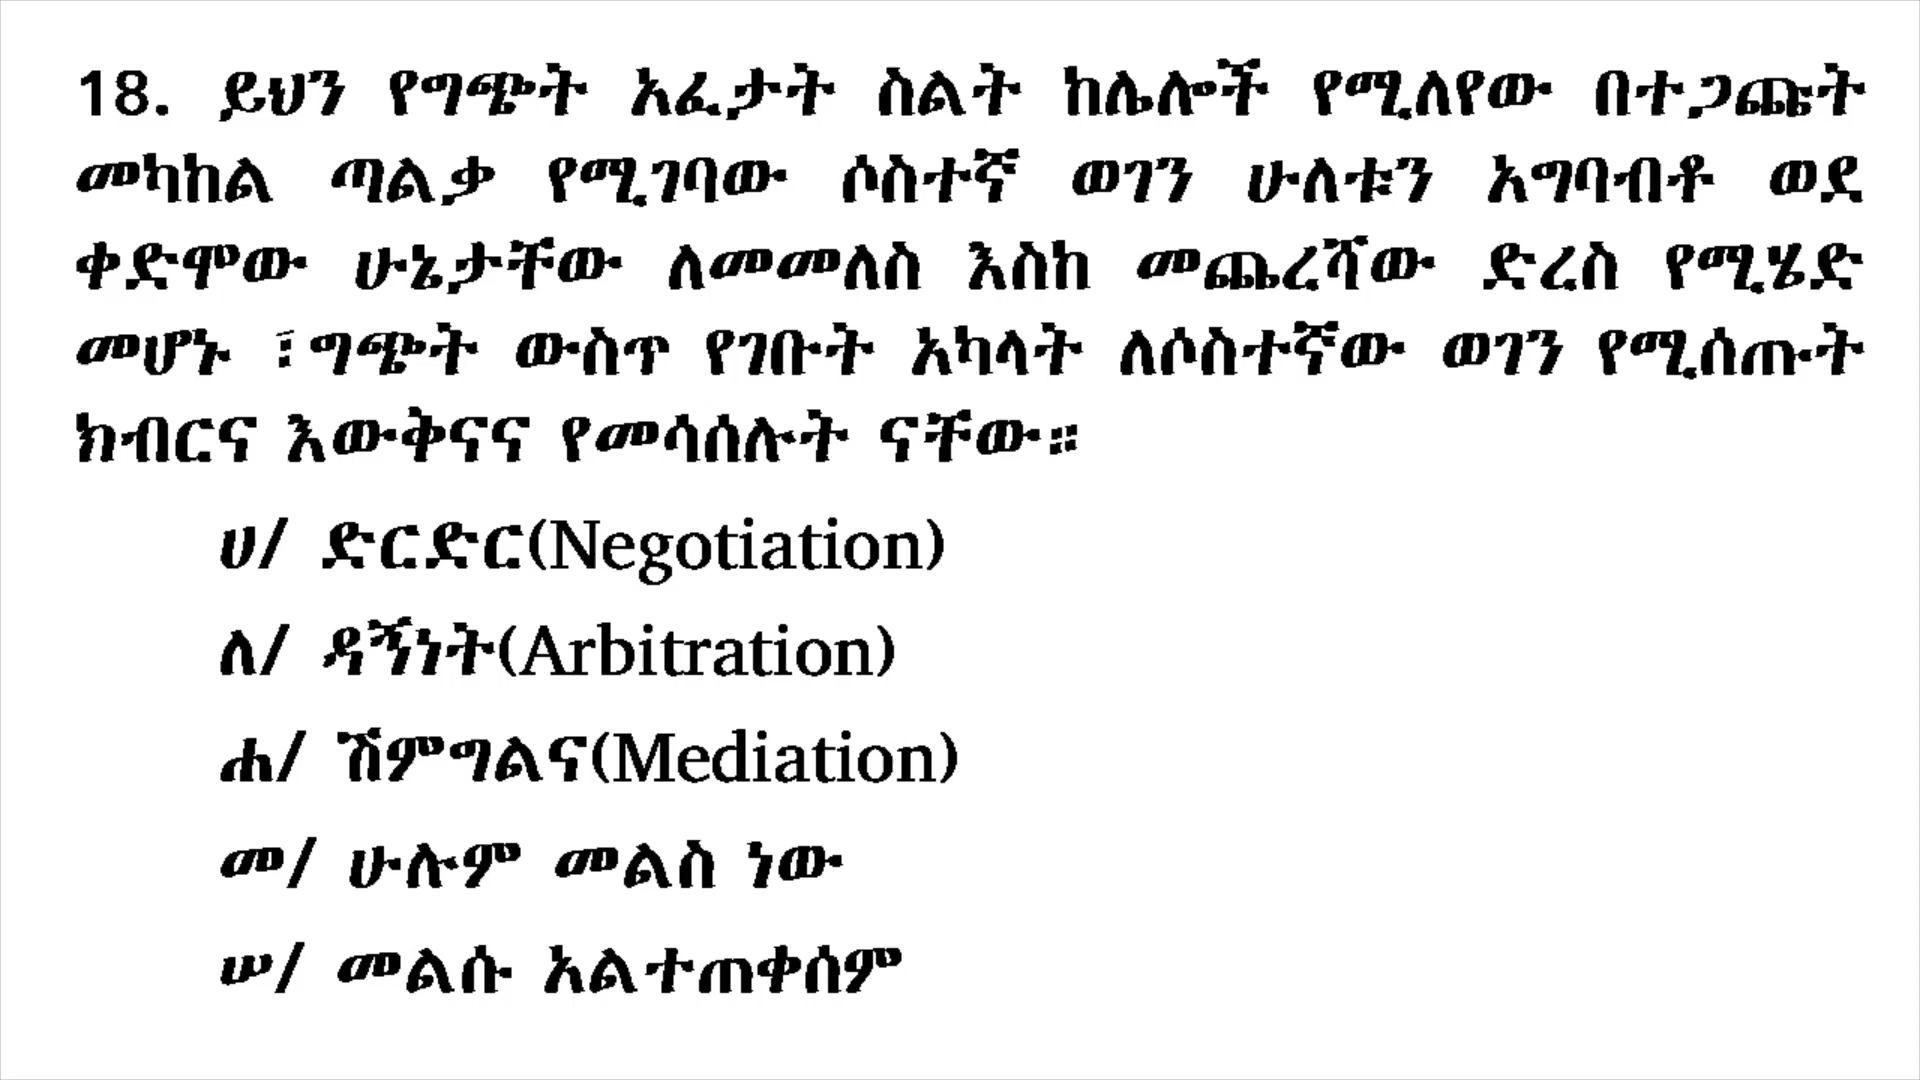 18. ይህን የግጭት አፈታት ስልት ከሌሎች የሚለየው በተጋጩት
መካከል ጣልቃ የሚገባው ሶስተኛ ወገን ሁለቱን አግባብቶ ወደ
ቀድሞው ሁኔታቸው ለመመለስ እስከ መጨረሻው ድረስ የሚሄድ
መሆኑ ፣ግጭት ውስጥ የገቡት አካላት ለሶስተኛው ወገን የሚሰጡት
ክብርና እውቅናና የመሳሰሉት ናቸው።
ሀ/ ድርድር(Negotiation)
ለ/ ዳኝነት(Arbitration)
ሐ/ ሽምግልና(Mediation)
መ/ ሁሉም መልስ ነው
ሠ/ መልሱ አልተጠቀሰም